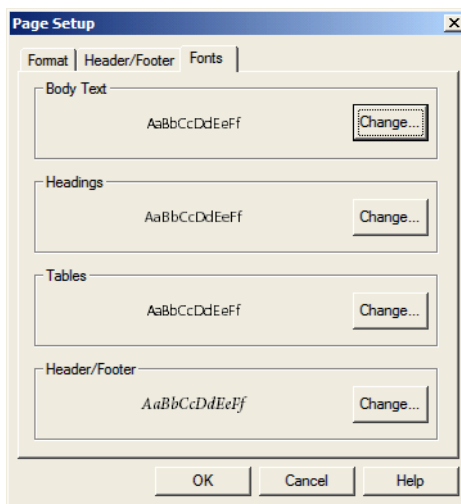 Page Setup
Format Header/Footer Fonts
Body Text
AaBbCcDdEeFf Change...
Headings
AaBbCcDdEeFf Change...
Tables
AaBbCcDdEeFf Change...
Header/Footer
AaBbCcDdEeFf Change...
OK Cancel Help